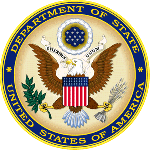 DEPARTMENT OF STATE
UNITED STATES OF AMERICA